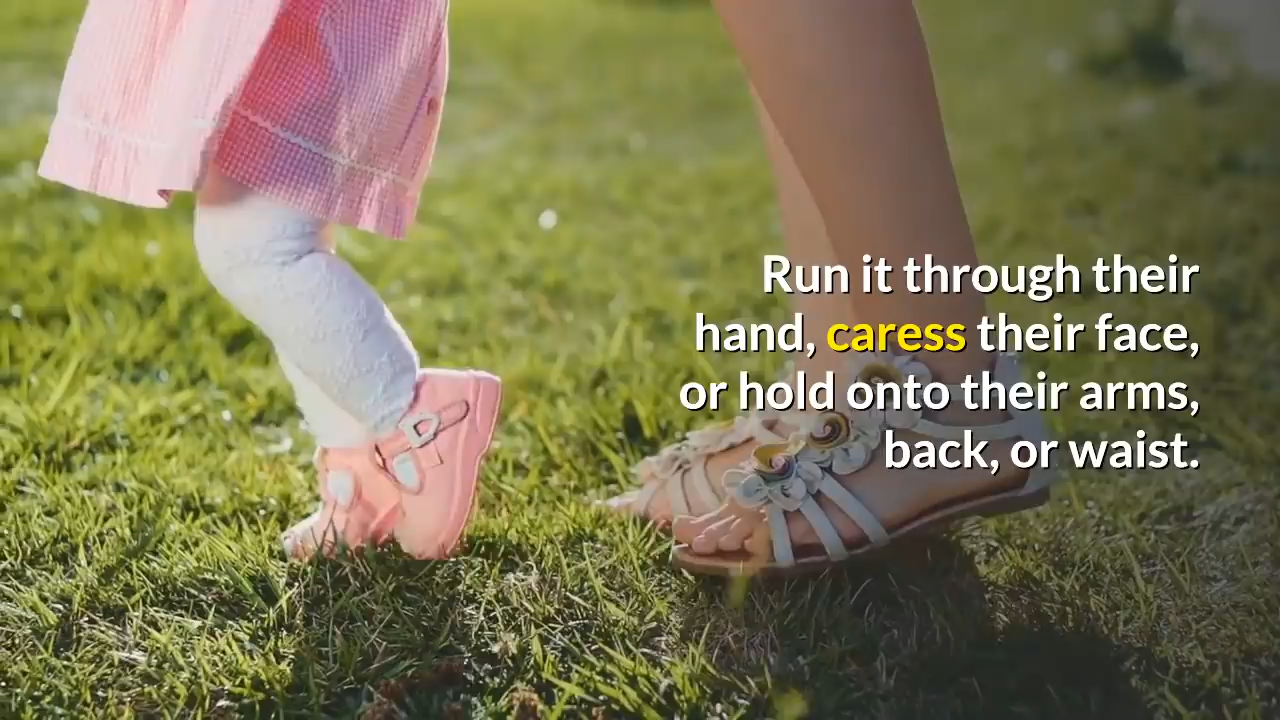 Run it through their
hand, caress their face,
or hold onto their arms,
back, or waist.